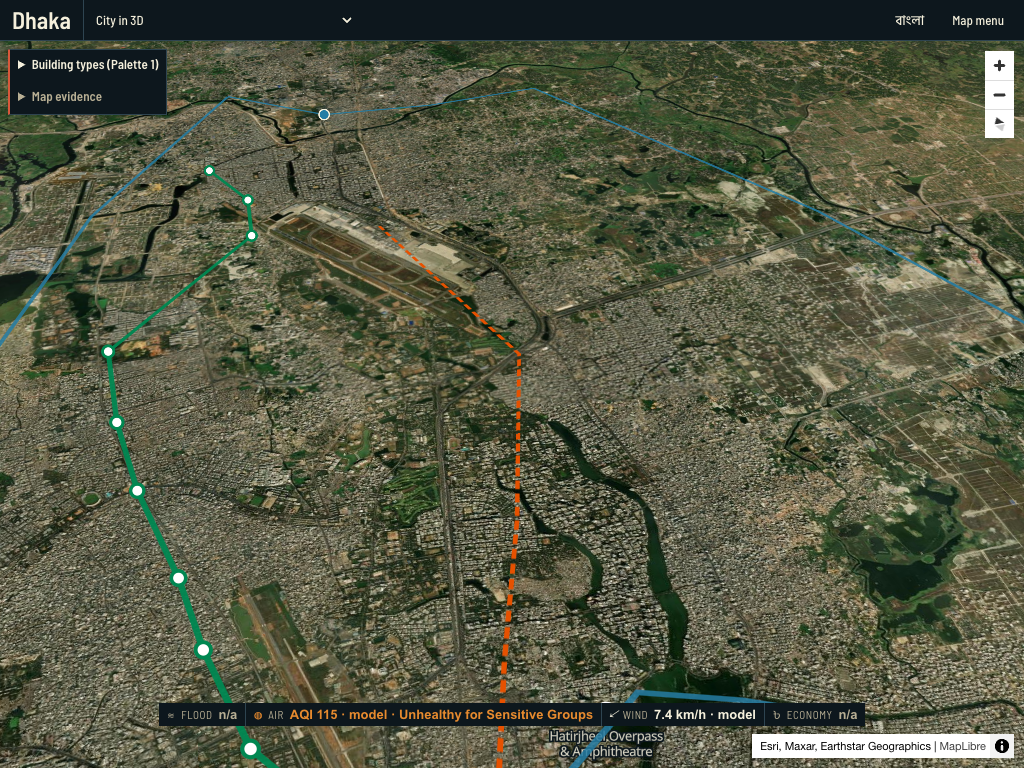 Dhaka
City in 3D
বাংলা
Map menu
Building types (Palette 1)
Map evidence
FLOOD n/a
AIR AQI 115 · model · Unhealthy for Sensitive Groups
WIND 7.4 km/h · model
ECONOMY n/a
Hatirjheel Overpass
& Amphitheatre
Esri, Maxar, Earthstar Geographics | MapLibre